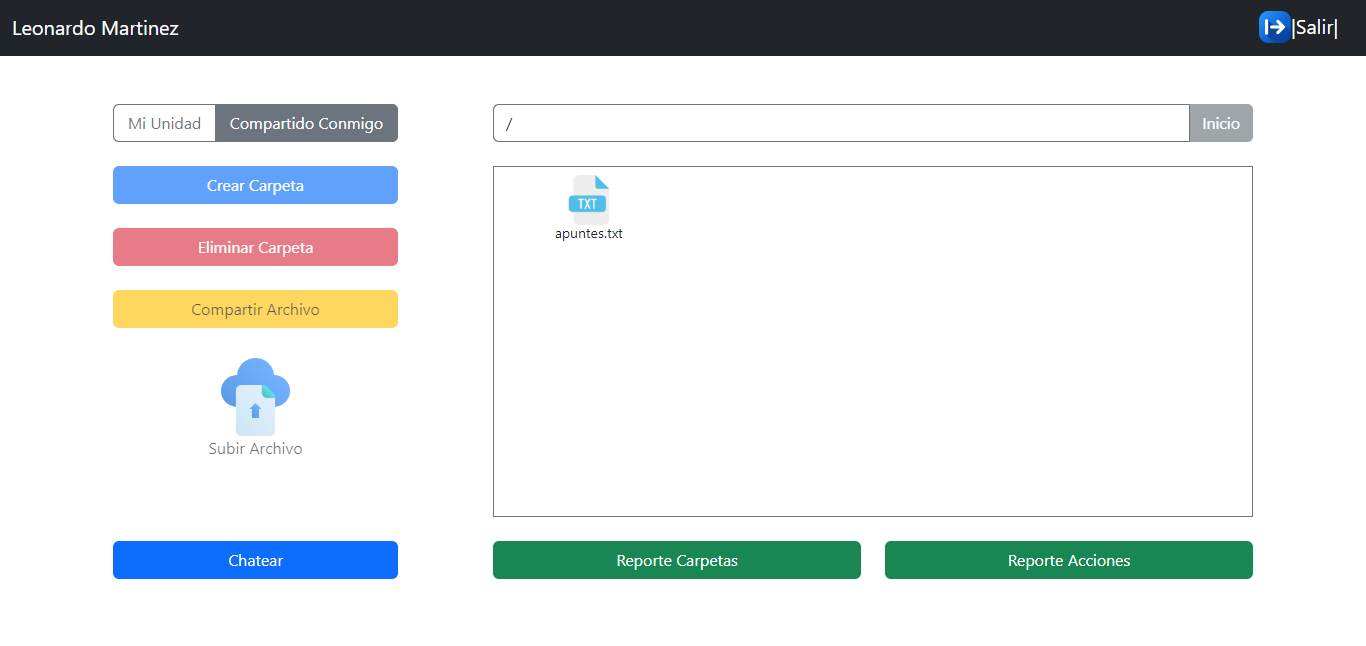 Leonardo Martinez
|Salir|
Mi Unidad
Compartido Conmigo
/
Inicio
Crear Carpeta
Eliminar Carpeta
Compartir Archivo
Subir Archivo
TXT
apuntes.txt
Chatear
Reporte Carpetas
Reporte Acciones